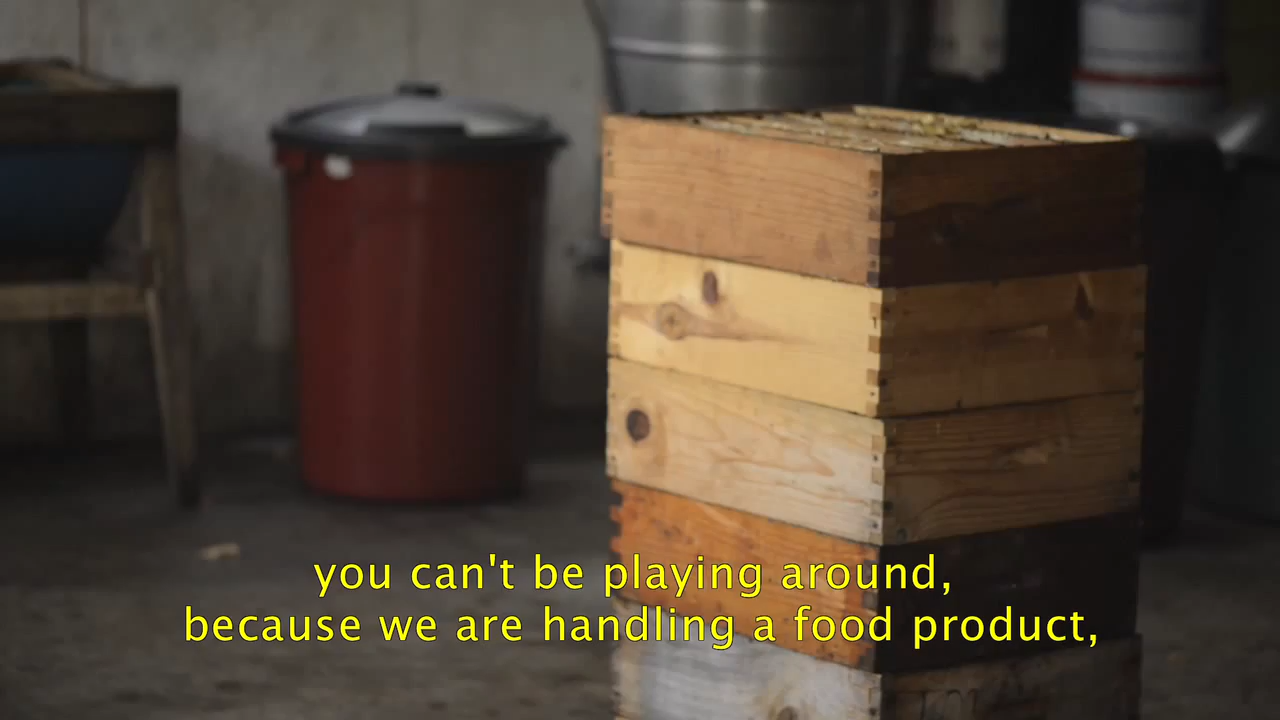 you can't be playing around,
because we are handling a food product,